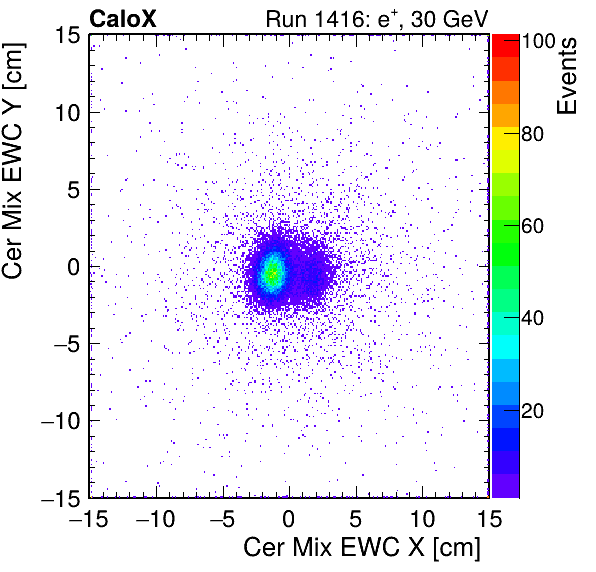 CaloX
Run 1416: e+, 30 GeV
Cer Mix EWC Y [cm]
15
10
5
0
−5
−10
−15
−15 −10 −5 0 5 10 15
Cer Mix EWC X [cm]
100
80
60
40
20
Events